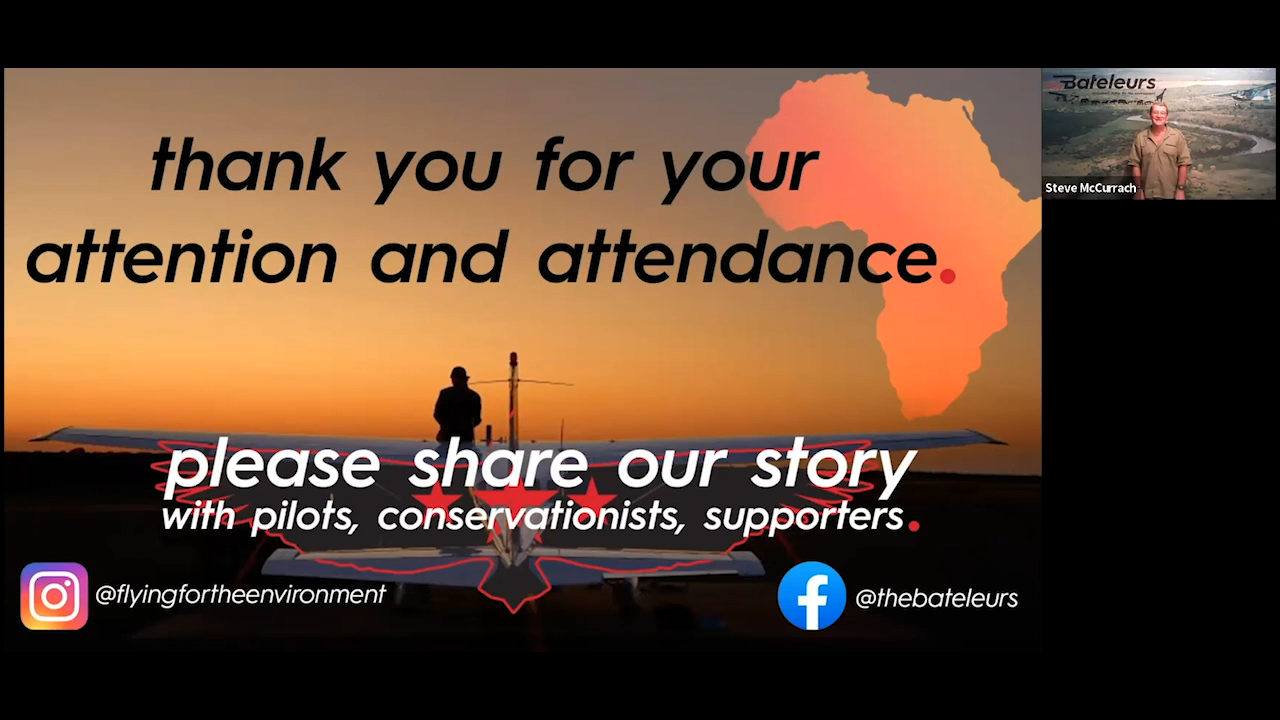 thank you for your
attention and attendance.
please share our story
with pilots, conservationists, supporters.
@flyingfortheenvironment
@thebateleurs
Bateleurs
Steve McCurrach